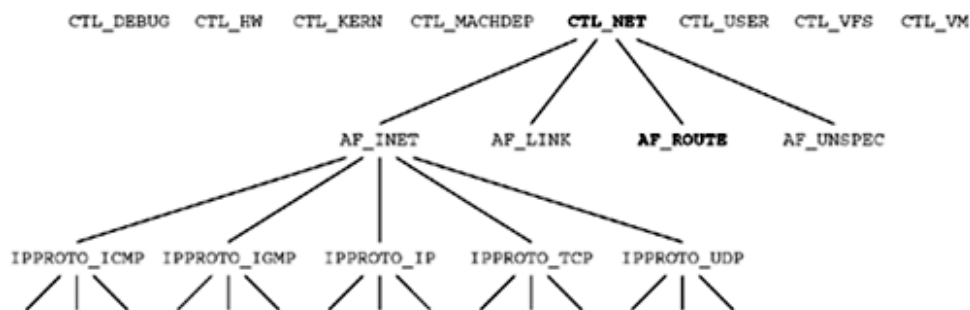 CTL_DEBUG CTL_HW CTL_KERN CTL_MACHDEP CTL_NET CTL_USER CTL_VFS CTL_VM
AF_INET AF_LINK AF_ROUTE AF_UNSPEC
IPPROTO_ICMP IPPROTO_IGMP IPPROTO_IP IPPROTO_TCP IPPROTO_UDP